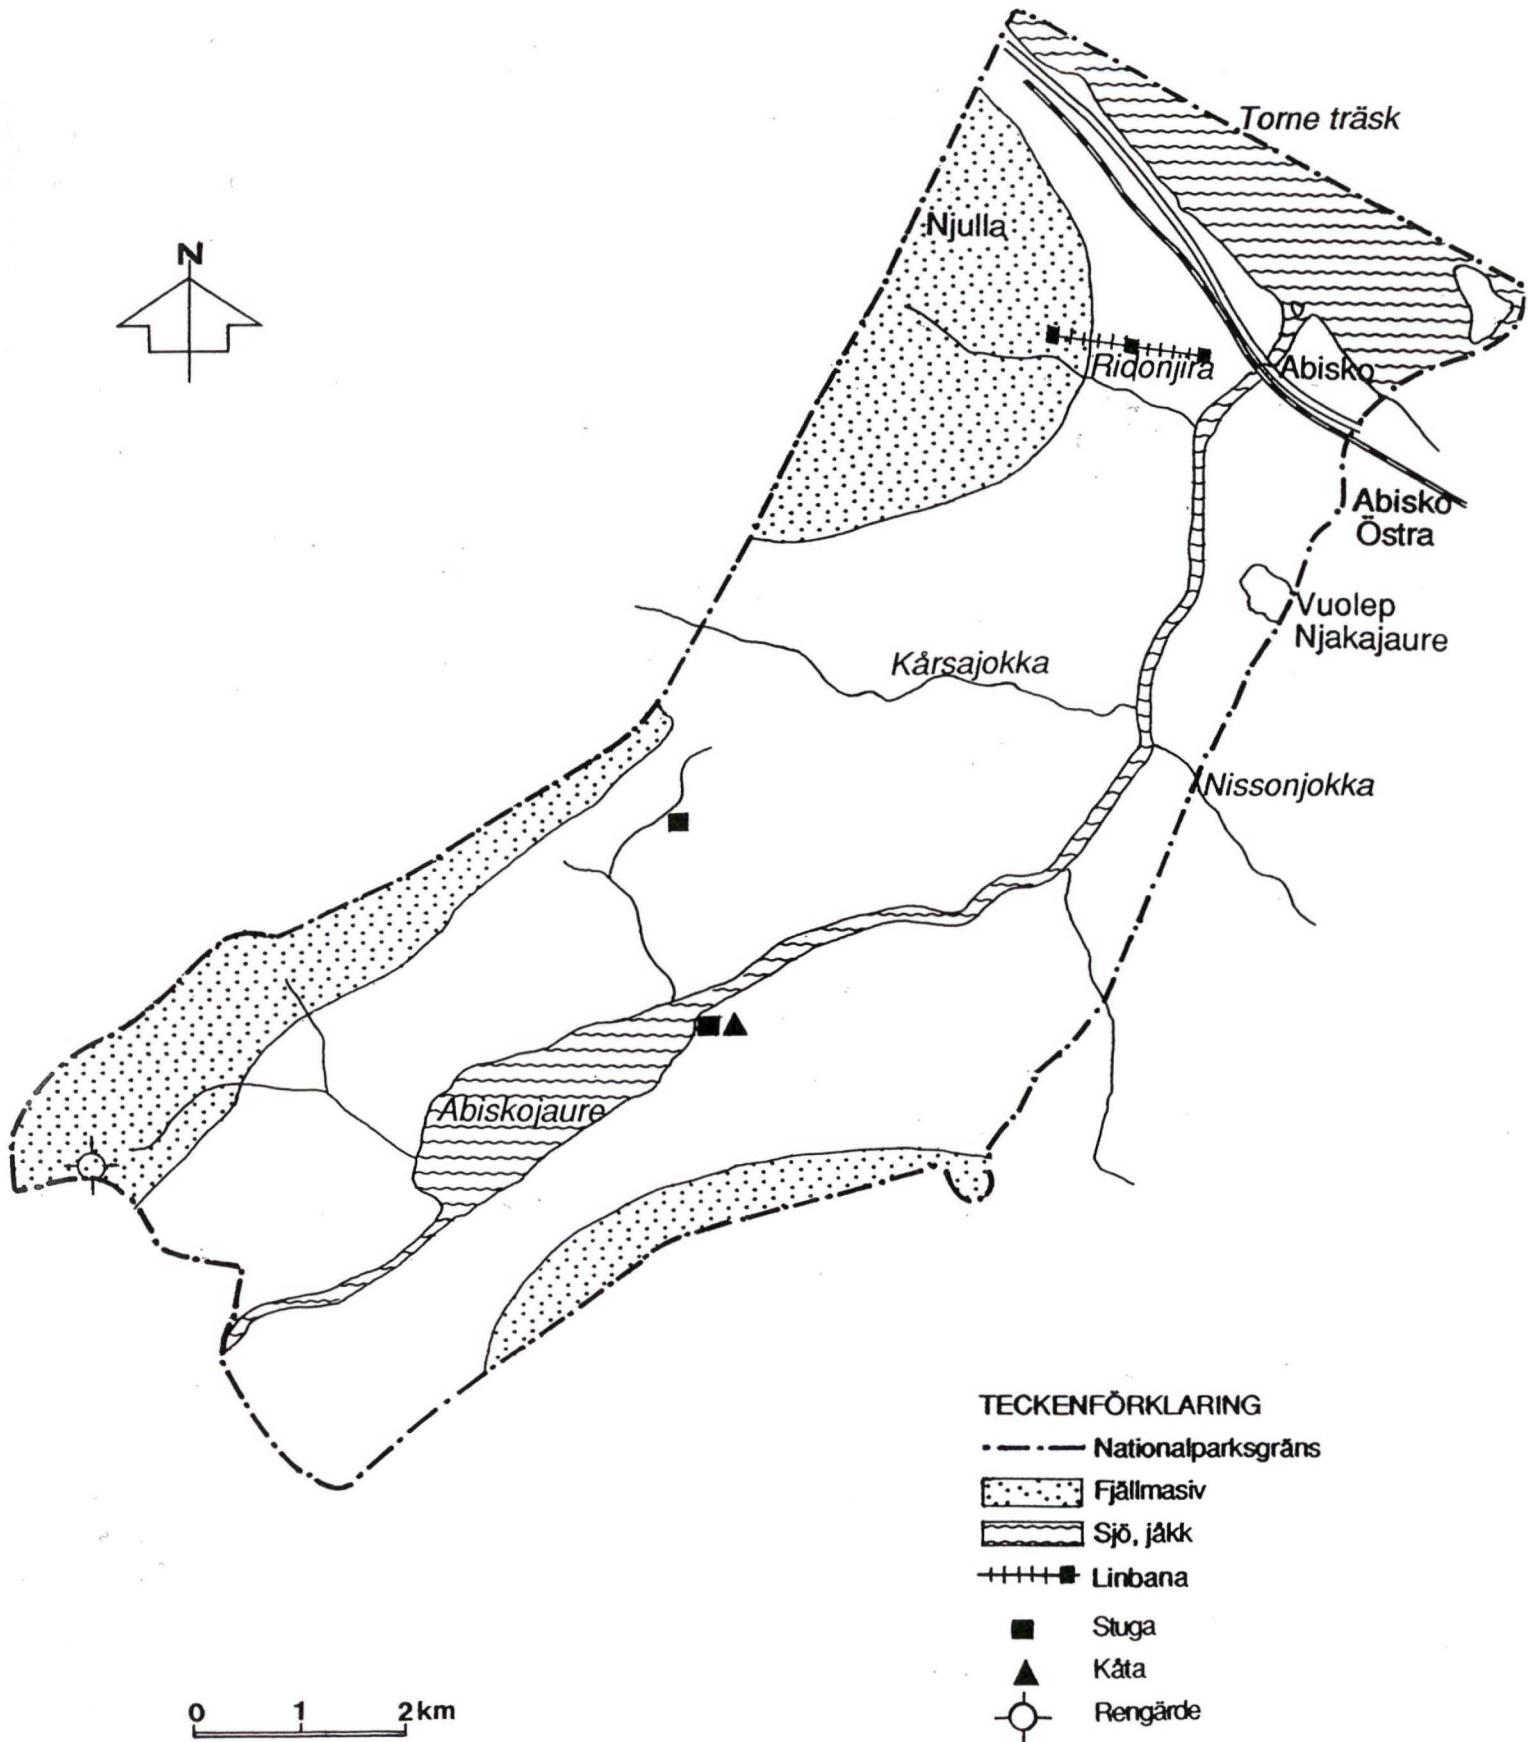 Torne träsk
Njulla
N
Ridonjira
Abisko
Abisko
Östra
Vuolep
Njakajaure
Kårsajokka
Nissonjokka
Abiskojaure
TECKENFÖRKLARING
Nationalparksgräns
Fjällmasiv
Sjö, jåkk
Linbana
Stuga
Kåta
Rengärde
0 1 2 km